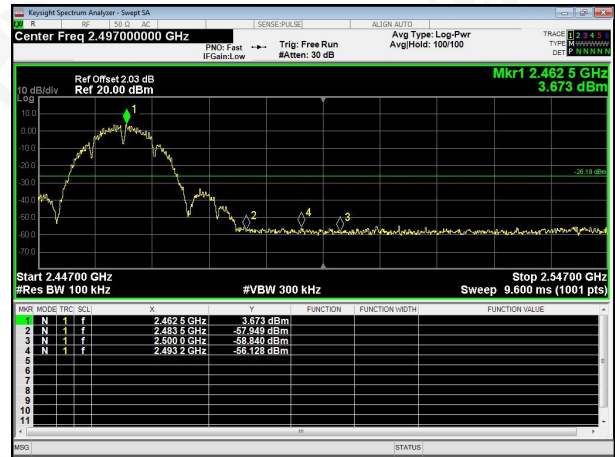 Keysight Spectrum Analyzer - Swept SA
R RF 50 Ω AC SENSE:PULSE ALIGN AUTO
Center Freq 2.497000000 GHz
PNO: Fast
IFGain:Low
Trig: Free Run
#Atten: 30 dB
Avg Type: Log-Pwr
Avg|Hold: 100/100
TRACE 1 2 3 4 5 6
TYPE M W W W W W
DET P N N N N N
Mkr1 2.462 5 GHz
3.673 dBm
Ref Offset 2.03 dB
10 dB/div Ref 20.00 dBm
Log
10.0
0.00
-10.0
-20.0
-30.0
-40.0
-50.0
-60.0
-70.0
1
2
4
3
-26.19 dBm
Start 2.44700 GHz Stop 2.54700 GHz
#Res BW 100 kHz #VBW 300 kHz Sweep 9.600 ms (1001 pts)
MKR MODE TRC SCL X Y FUNCTION FUNCTION WIDTH FUNCTION VALUE
1 N 1 f 2.462 5 GHz 3.673 dBm
2 N 1 f 2.483 5 GHz -57.949 dBm
3 N 1 f 2.500 0 GHz -58.840 dBm
4 N 1 f 2.493 2 GHz -56.128 dBm
5
6
7
8
9
10
11
MSG STATUS